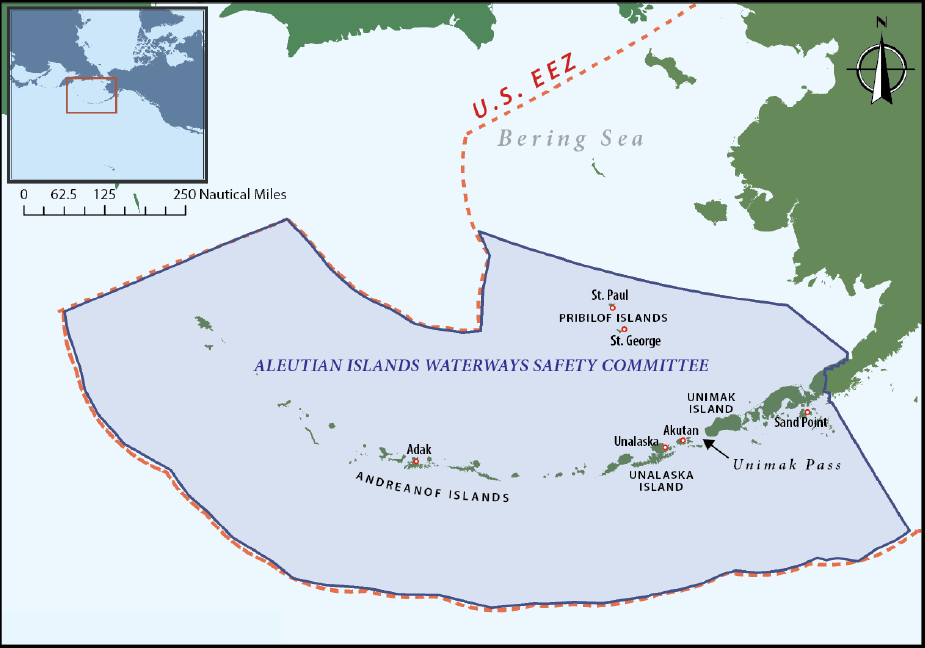 N
U.S. EEZ
Bering Sea
0 62.5 125 250 Nautical Miles
St. Paul
PRIBILOF ISLANDS
St. George
ALEUTIAN ISLANDS WATERWAYS SAFETY COMMITTEE
UNIMAK
ISLAND
Sand Point
Akutan
Unalaska
Adak
Unimak Pass
UNALASKA
ISLAND
ANDREANOF ISLANDS